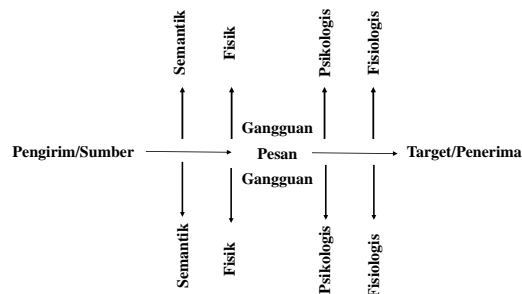 Semantik
Fisik
Psikologis
Fisiologis
Gangguan
Pengirim/Sumber
Pesan
Target/Penerima
Gangguan
Semantik
Fisik
Psikologis
Fisiologis